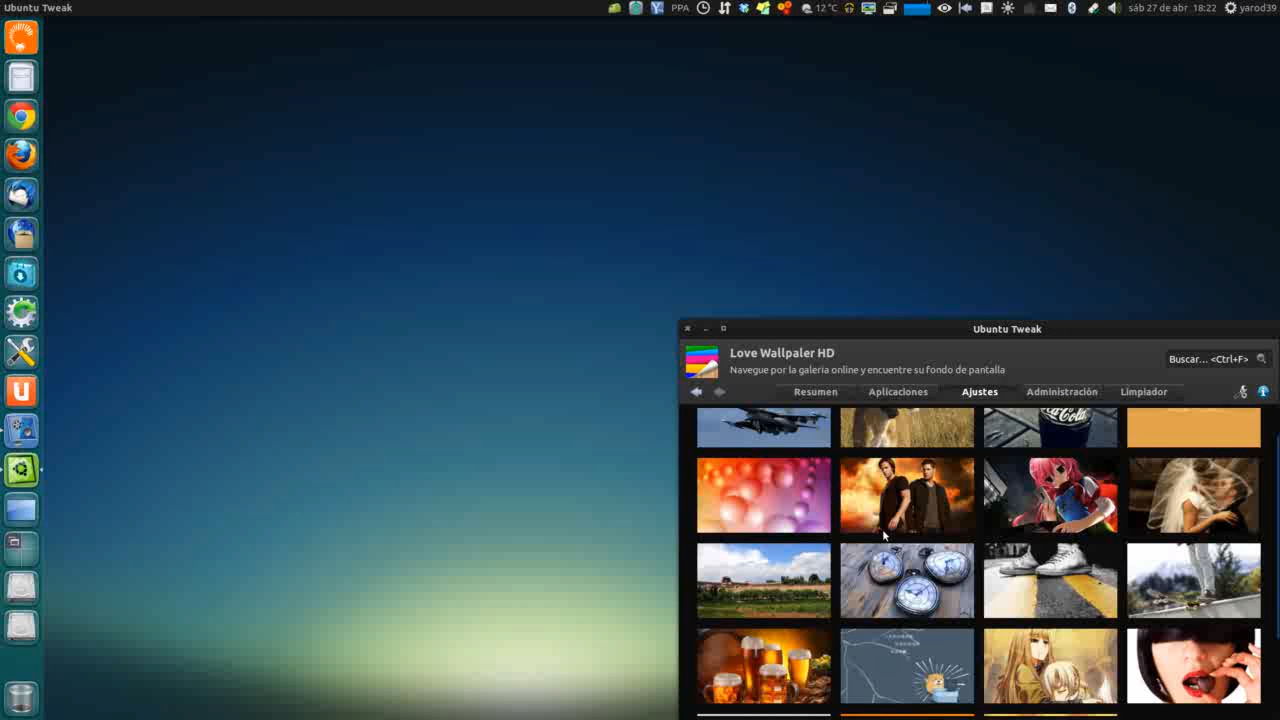 Ubuntu Tweak
PPA
12 °C
sáb 27 de abr 18:22
yarod39
Ubuntu Tweak
Love Wallpaler HD
Buscar... <Ctrl+F>
Navegue por la galeria online y encuentre su fondo de pantalla
Resumen
Aplicaciones
Ajustes
Administración
Limpiador